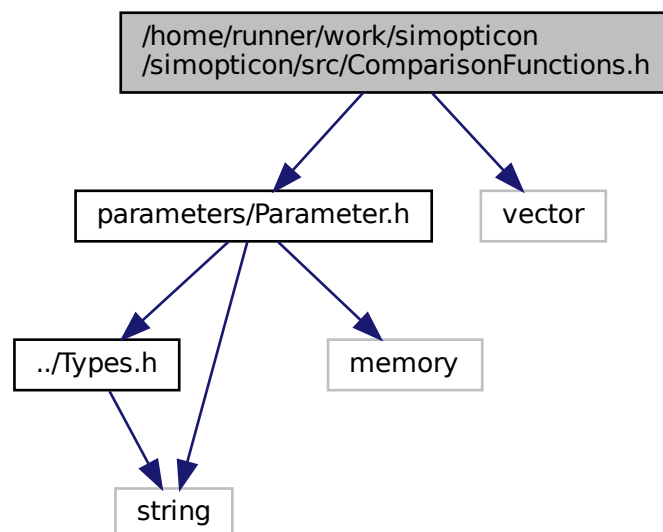 /home/runner/work/simopticon
/simopticon/src/ComparisonFunctions.h
parameters/Parameter.h
vector
../Types.h
memory
string